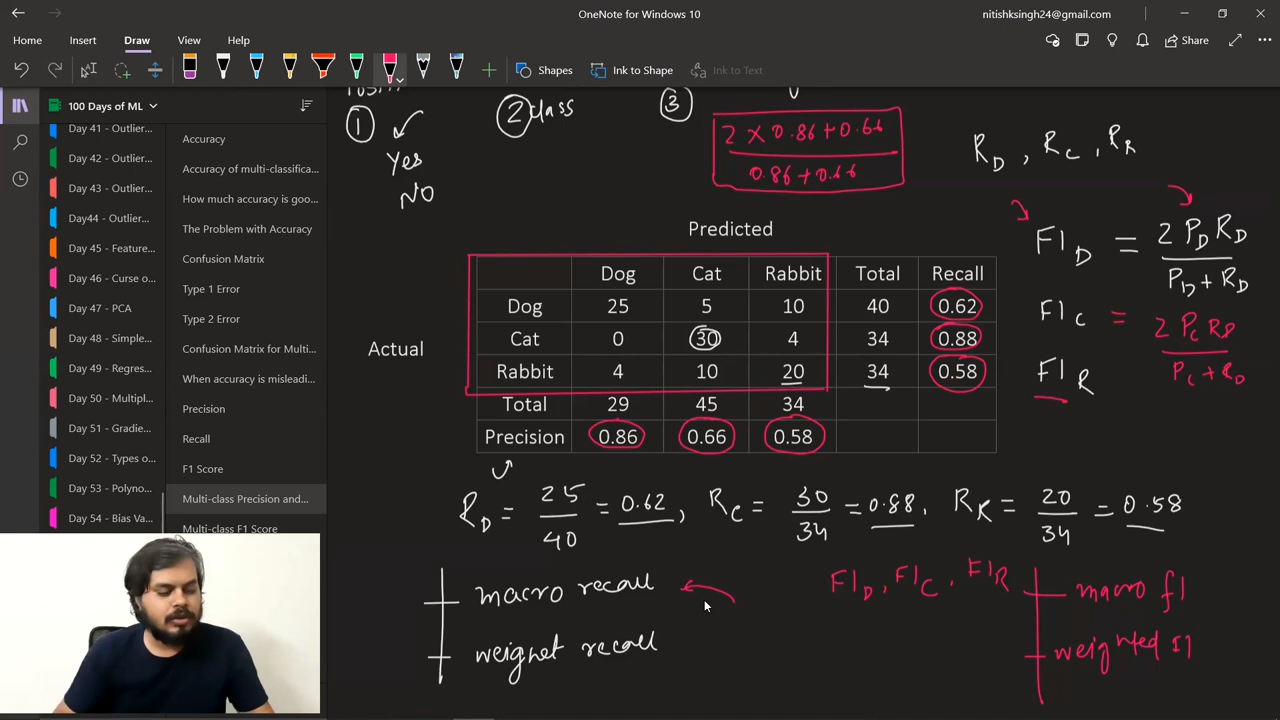 OneNote for Windows 10
nitishksingh24@gmail.com
Home Insert Draw View Help
Share
Shapes
Ink to Shape
Ink to Text
100 Days of ML
Day 41 - Outlier...
Day 42 - Outlier...
Day 43 - Outlier...
Day44 - Outlier...
Day 45 - Feature...
Day 46 - Curse o...
Day 47 - PCA
Day 48 - Simple...
Day 49 - Regres...
Day 50 - Multipl...
Day 51 - Gradie...
Day 52 - Types o...
Day 53 - Polyno...
Day 54 - Bias Va...
Accuracy
Accuracy of multi-classifica...
How much accuracy is goo...
The Problem with Accuracy
Confusion Matrix
Type 1 Error
Type 2 Error
Confusion Matrix for Multi...
When accuracy is misleadi...
Precision
Recall
F1 Score
Multi-class Precision and...
Multi-class F1 Score
1
Yes
NO
2 class
3
2 × 0.86 + 0.66
0.86 + 0.66
R_D , R_C , R_R
F1_D = 2 P_D R_D
P_D + R_D
F1_C = 2 P_C R_D
P_C + R_D
F1_R
Predicted
Actual
Dog Cat Rabbit Total Recall
Dog 25 5 10 40 0.62
Cat 0 30 4 34 0.88
Rabbit 4 10 20 34 0.58
Total 29 45 34
Precision 0.86 0.66 0.58
R_D = 25/40 = 0.62 , R_C = 30/34 = 0.88 . R_R = 20/34 = 0.58
macro recall
weignet recall
F1_D , F1_C , F1_R
macro f1
weighted f1